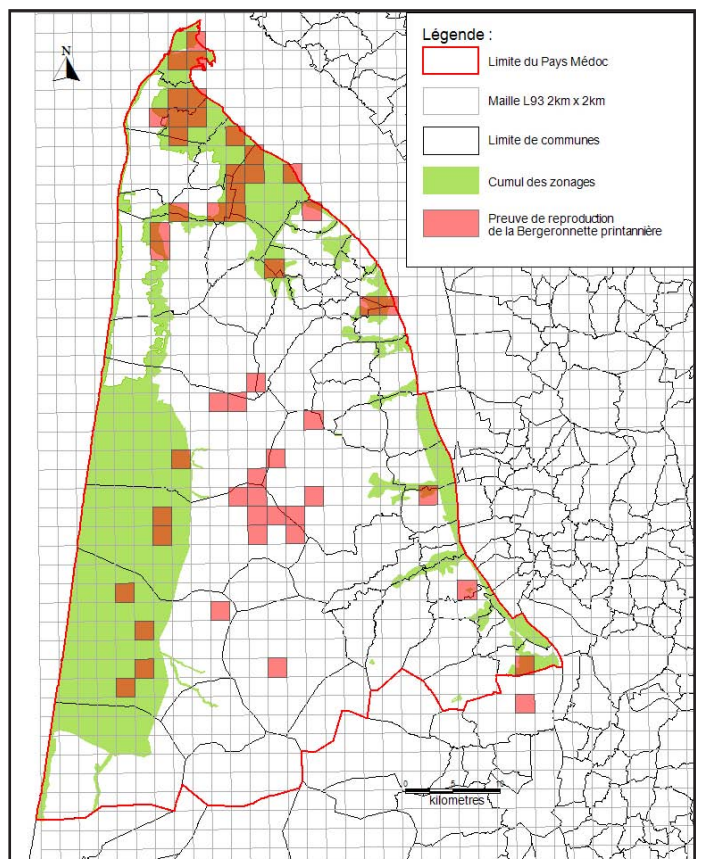 Légende :
N
Limite du Pays Médoc
Maille L93 2km x 2km
Limite de communes
Cumul des zonages
Preuve de reproduction
de la Bergeronnette printannière
0 5 10
kilometres